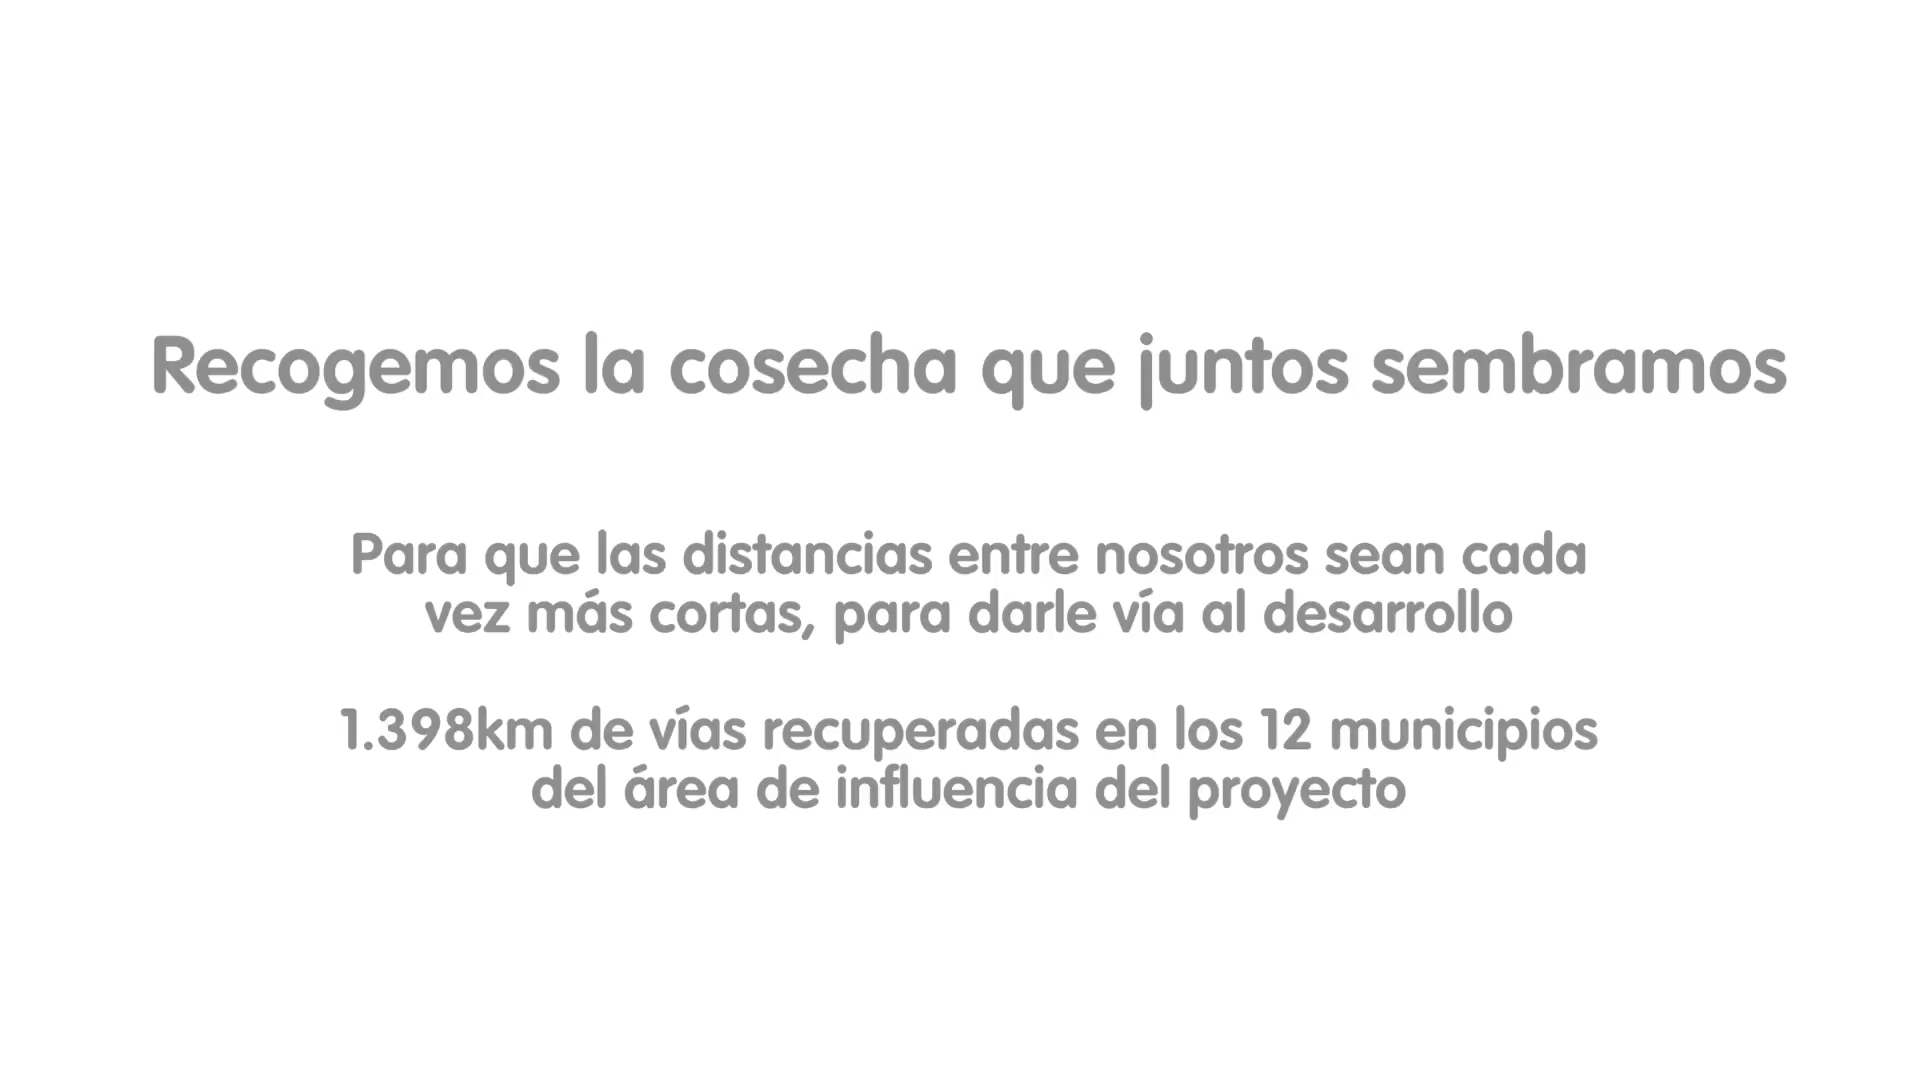 Recogemos la cosecha que juntos sembramos
Para que las distancias entre nosotros sean cada
vez más cortas, para darle vía al desarrollo
1.398km de vías recuperadas en los 12 municipios
del área de influencia del proyecto